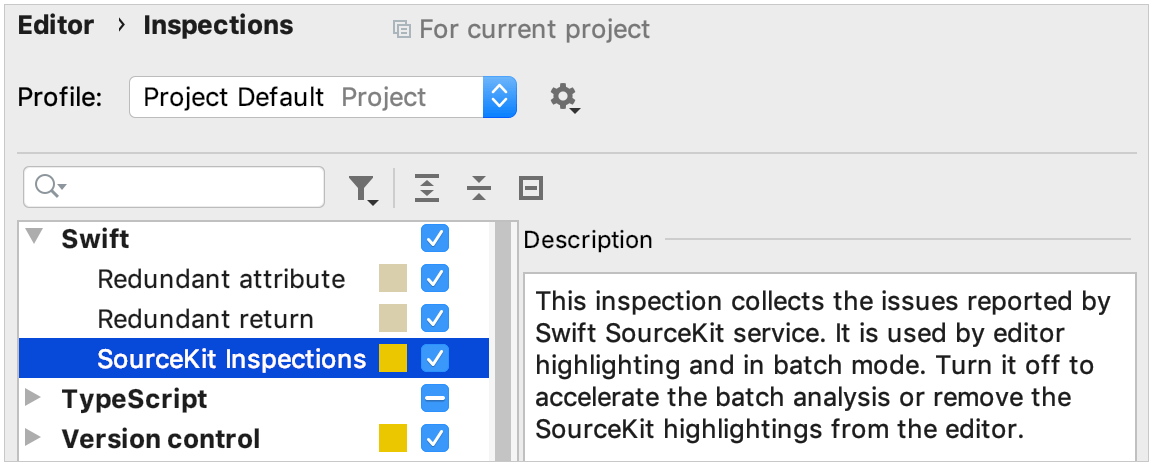 Editor › Inspections For current project
Profile: Project Default Project
Swift
Redundant attribute
Redundant return
SourceKit Inspections
TypeScript
Version control
Description
This inspection collects the issues reported by
Swift SourceKit service. It is used by editor
highlighting and in batch mode. Turn it off to
accelerate the batch analysis or remove the
SourceKit highlightings from the editor.